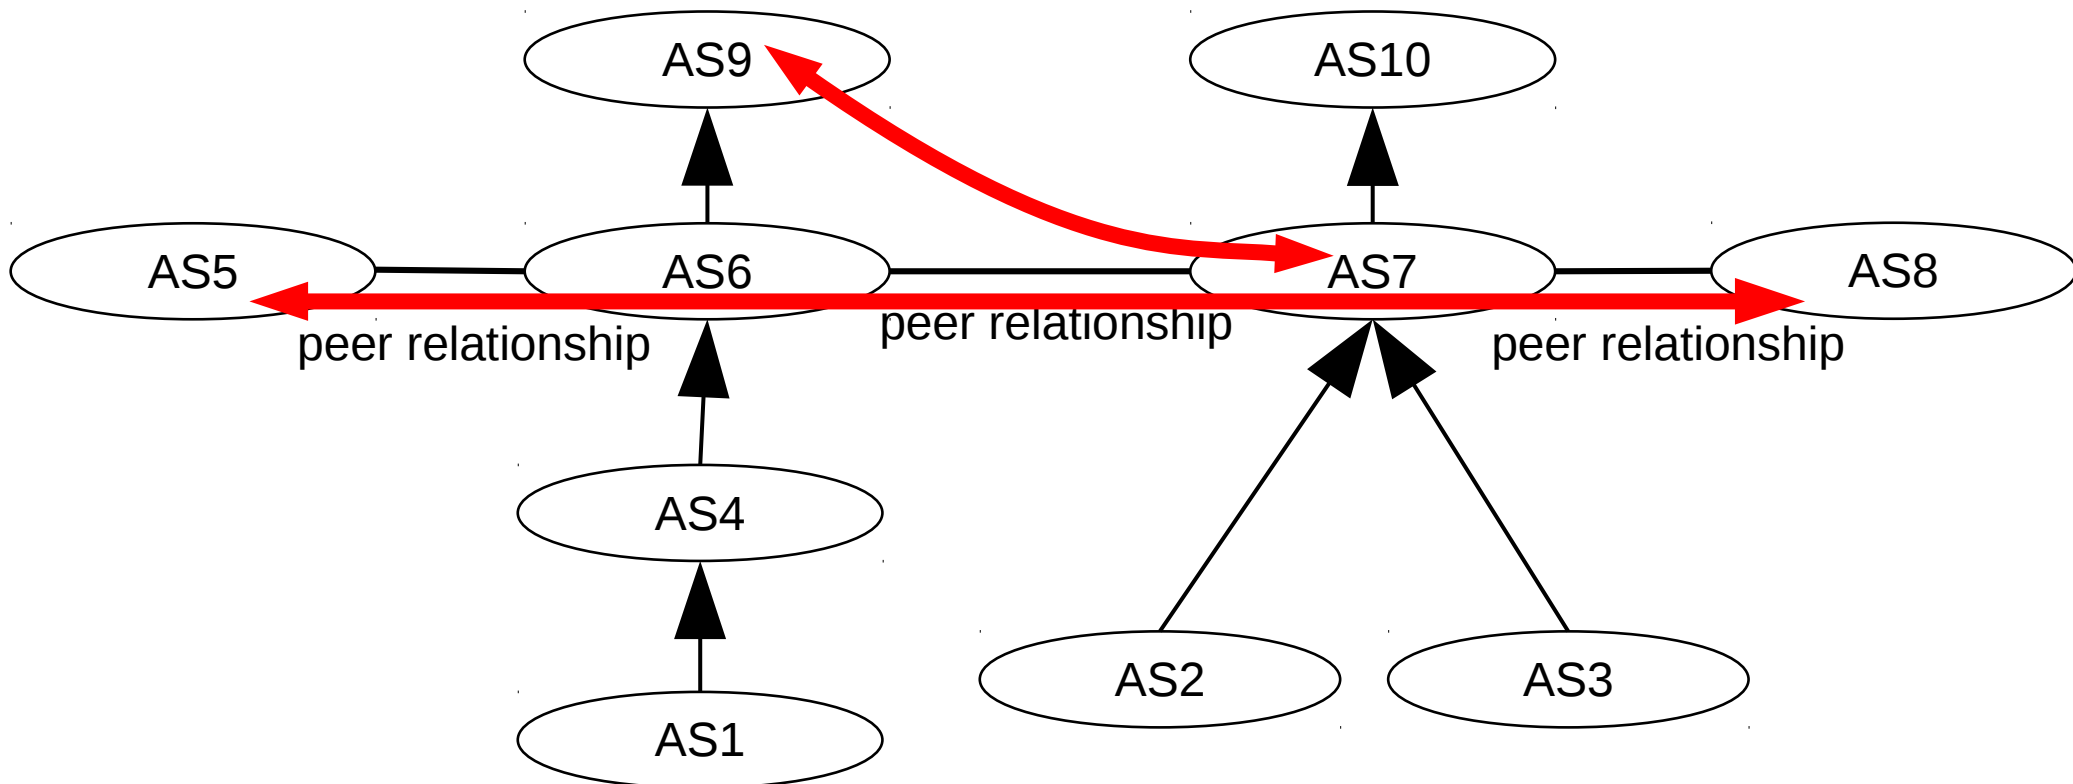 AS9
AS10
AS5
AS6
AS7
AS8
peer relationship
peer relationship
peer relationship
AS4
AS2
AS3
AS1